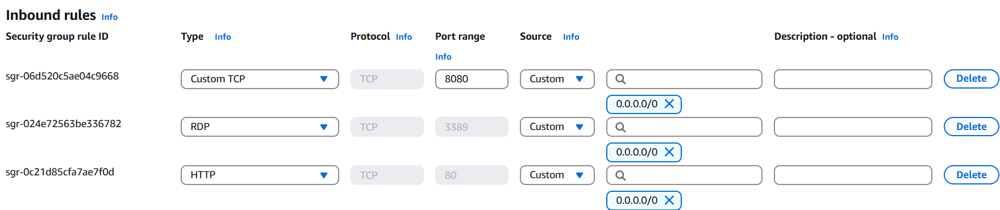 Inbound rules Info
Security group rule ID Type Info Protocol Info Port range Info Source Info Description - optional Info
sgr-06d520c5ae04c9668 Custom TCP TCP 8080 Custom Delete
0.0.0.0/0
sgr-024e72563be336782 RDP TCP 3389 Custom Delete
0.0.0.0/0
sgr-0c21d85cfa7ae7f0d HTTP TCP 80 Custom Delete
0.0.0.0/0